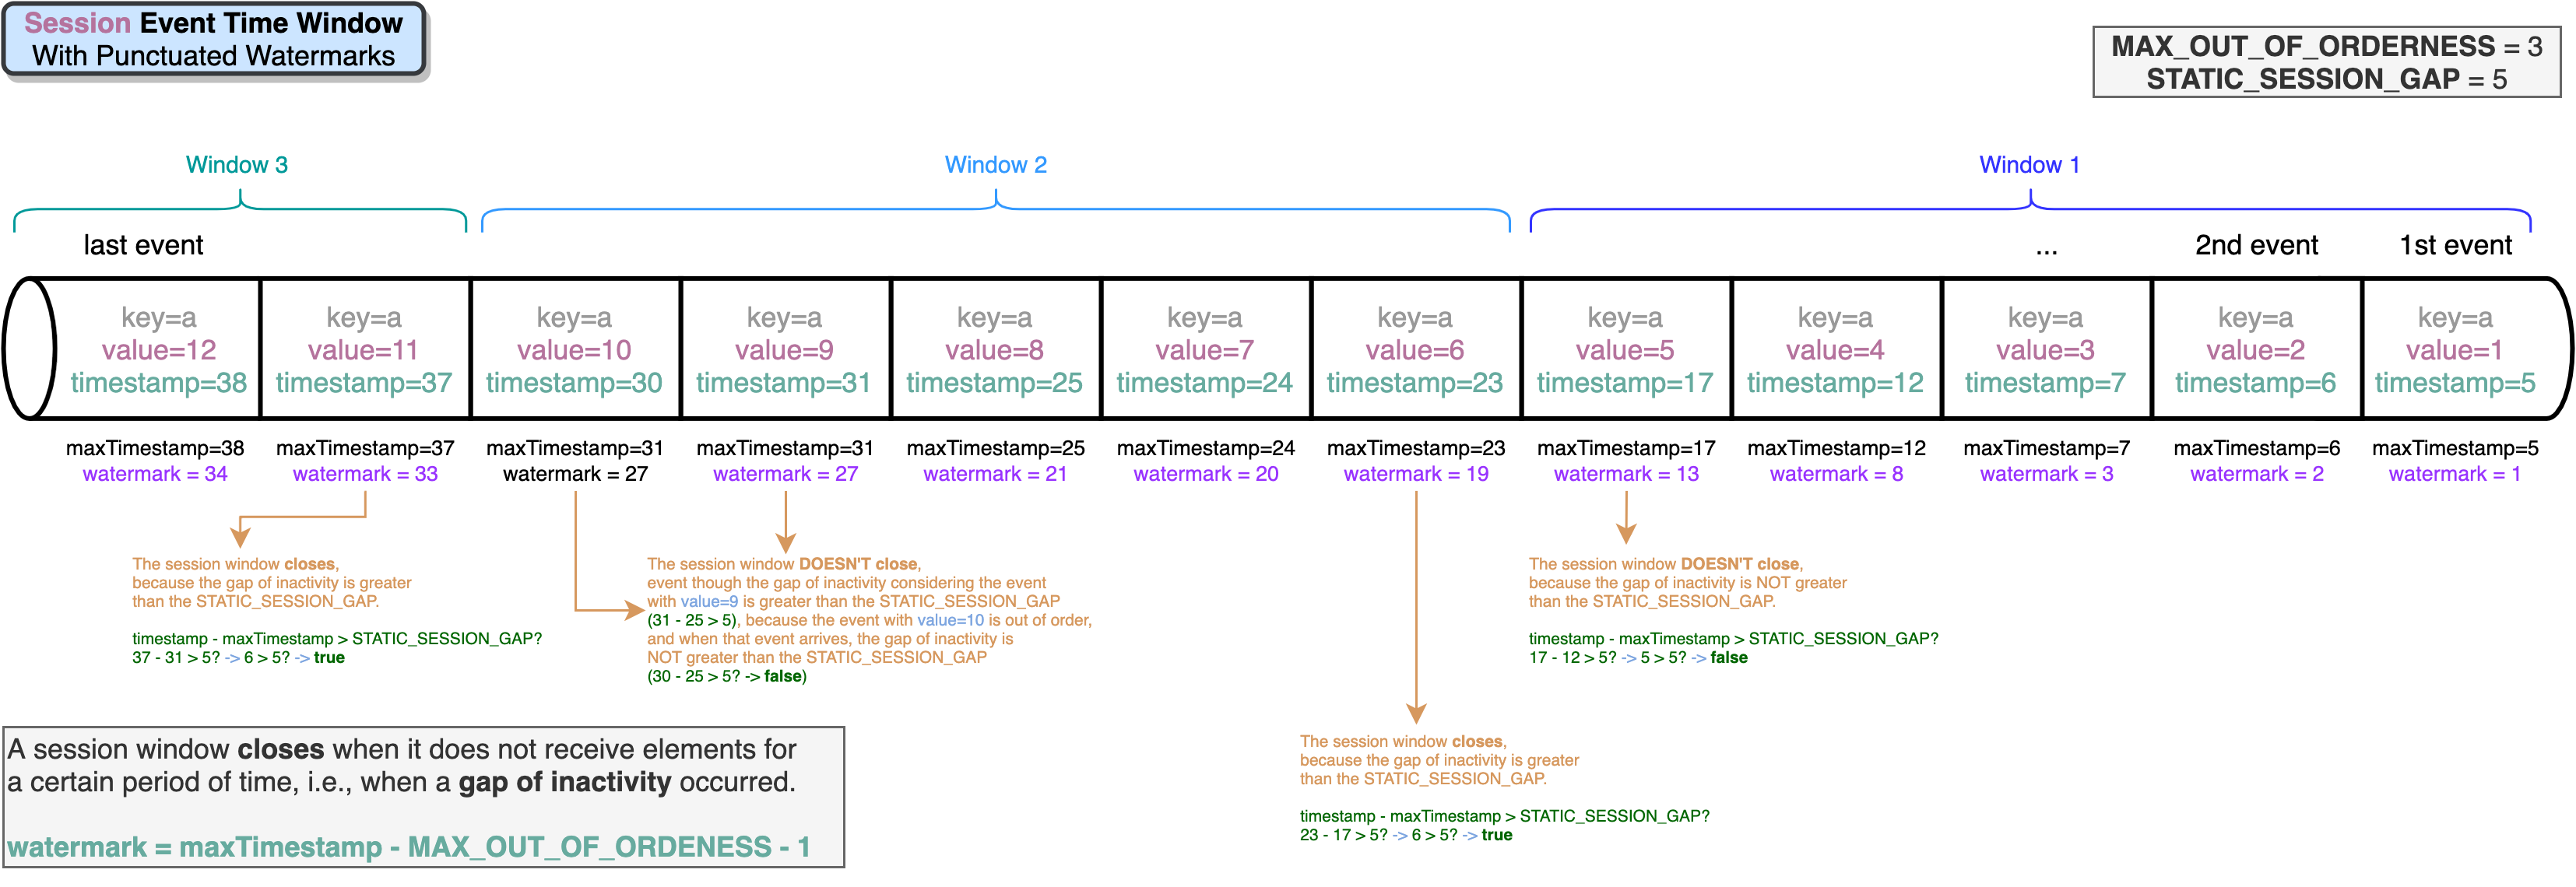 Session Event Time Window
With Punctuated Watermarks
MAX_OUT_OF_ORDERNESS = 3
STATIC_SESSION_GAP = 5
Window 3
Window 2
Window 1
last event
...
2nd event
1st event
key=a
value=12
timestamp=38
key=a
value=11
timestamp=37
key=a
value=10
timestamp=30
key=a
value=9
timestamp=31
key=a
value=8
timestamp=25
key=a
value=7
timestamp=24
key=a
value=6
timestamp=23
key=a
value=5
timestamp=17
key=a
value=4
timestamp=12
key=a
value=3
timestamp=7
key=a
value=2
timestamp=6
key=a
value=1
timestamp=5
maxTimestamp=38
watermark = 34
maxTimestamp=37
watermark = 33
maxTimestamp=31
watermark = 27
maxTimestamp=31
watermark = 27
maxTimestamp=25
watermark = 21
maxTimestamp=24
watermark = 20
maxTimestamp=23
watermark = 19
maxTimestamp=17
watermark = 13
maxTimestamp=12
watermark = 8
maxTimestamp=7
watermark = 3
maxTimestamp=6
watermark = 2
maxTimestamp=5
watermark = 1
The session window closes,
because the gap of inactivity is greater
than the STATIC_SESSION_GAP.
timestamp - maxTimestamp > STATIC_SESSION_GAP?
37 - 31 > 5? -> 6 > 5? -> true
The session window DOESN'T close,
event though the gap of inactivity considering the event
with value=9 is greater than the STATIC_SESSION_GAP
(31 - 25 > 5), because the event with value=10 is out of order,
and when that event arrives, the gap of inactivity is
NOT greater than the STATIC_SESSION_GAP
(30 - 25 > 5? -> false)
The session window DOESN'T close,
because the gap of inactivity is NOT greater
than the STATIC_SESSION_GAP.
timestamp - maxTimestamp > STATIC_SESSION_GAP?
17 - 12 > 5? -> 5 > 5? -> false
The session window closes,
because the gap of inactivity is greater
than the STATIC_SESSION_GAP.
timestamp - maxTimestamp > STATIC_SESSION_GAP?
23 - 17 > 5? -> 6 > 5? -> true
A session window closes when it does not receive elements for
a certain period of time, i.e., when a gap of inactivity occurred.
watermark = maxTimestamp - MAX_OUT_OF_ORDENESS - 1